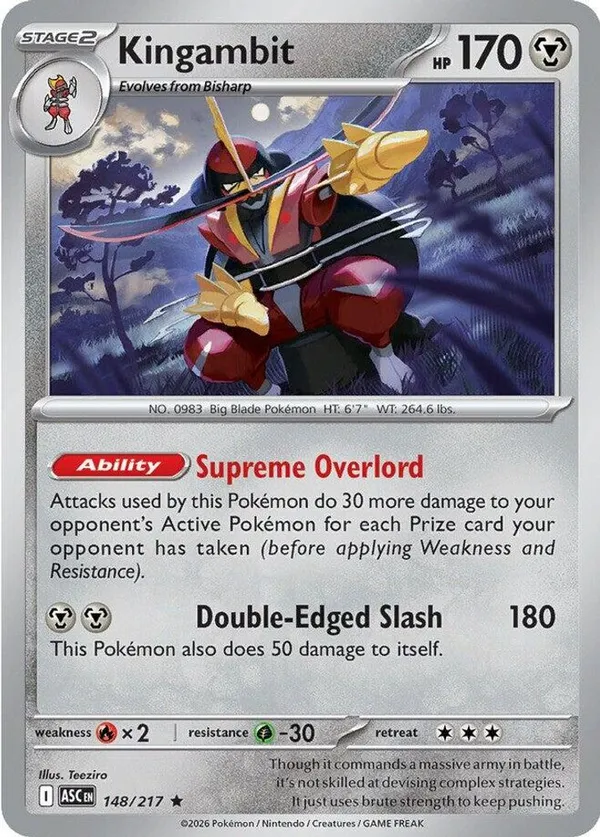 STAGE2
Kingambit
HP 170
Evolves from Bisharp
NO. 0983 Big Blade Pokémon HT: 6'7" WT: 264.6 lbs.
Ability Supreme Overlord
Attacks used by this Pokémon do 30 more damage to your
opponent's Active Pokémon for each Prize card your
opponent has taken (before applying Weakness and
Resistance).
Double-Edged Slash 180
This Pokémon also does 50 damage to itself.
weakness ×2 resistance -30 retreat
Though it commands a massive army in battle,
it's not skilled at devising complex strategies.
It just uses brute strength to keep pushing.
Illus. Teeziro
I ASC EN 148/217 ★
©2026 Pokémon / Nintendo / Creatures / GAME FREAK